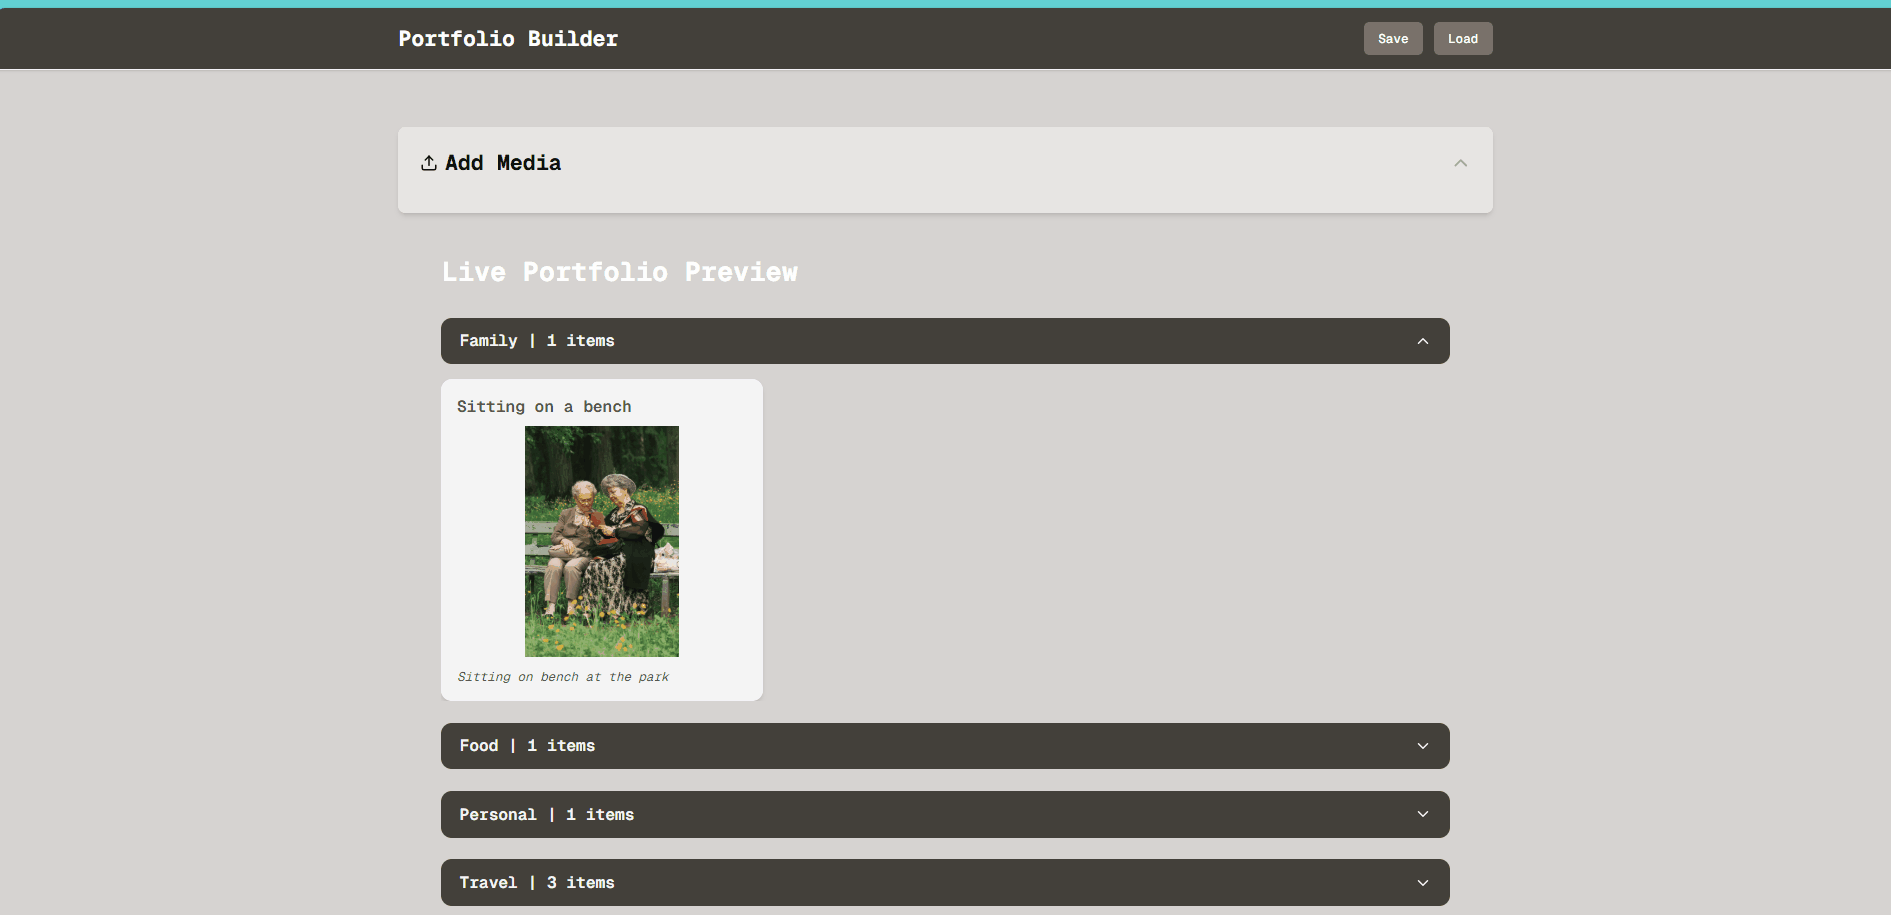 Portfolio Builder
Save
Load
Add Media
Live Portfolio Preview
Family | 1 items
Sitting on a bench
Sitting on bench at the park
Food | 1 items
Personal | 1 items
Travel | 3 items